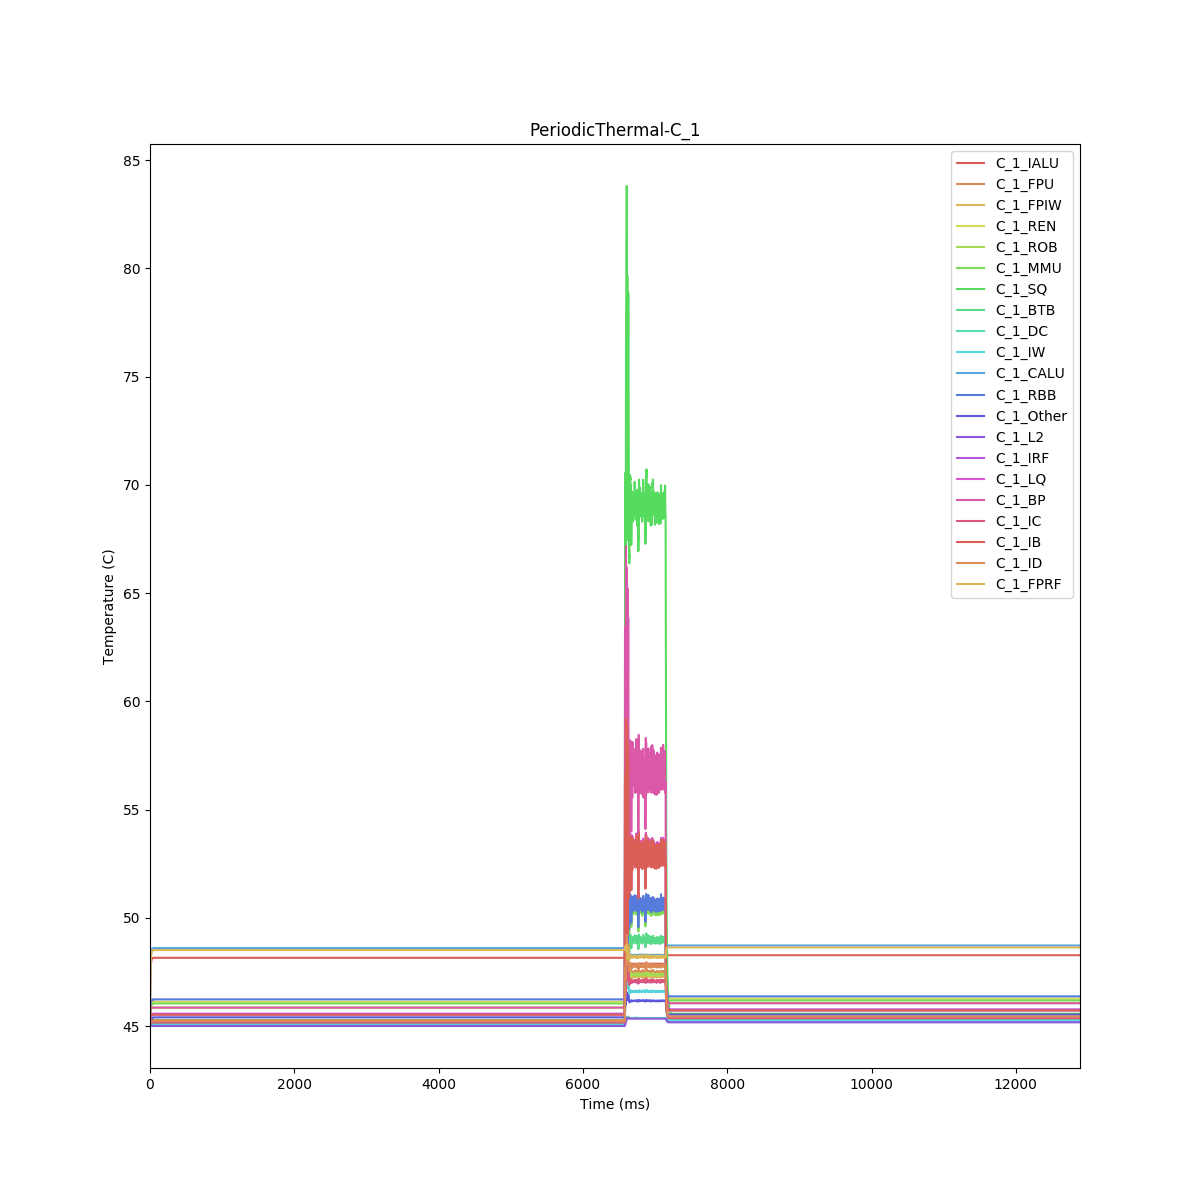 PeriodicThermal-C_1
85
80
75
70
65
60
55
50
45
Temperature (C)
0 2000 4000 6000 8000 10000 12000
Time (ms)
C_1_IALU
C_1_FPU
C_1_FPIW
C_1_REN
C_1_ROB
C_1_MMU
C_1_SQ
C_1_BTB
C_1_DC
C_1_IW
C_1_CALU
C_1_RBB
C_1_Other
C_1_L2
C_1_IRF
C_1_LQ
C_1_BP
C_1_IC
C_1_IB
C_1_ID
C_1_FPRF